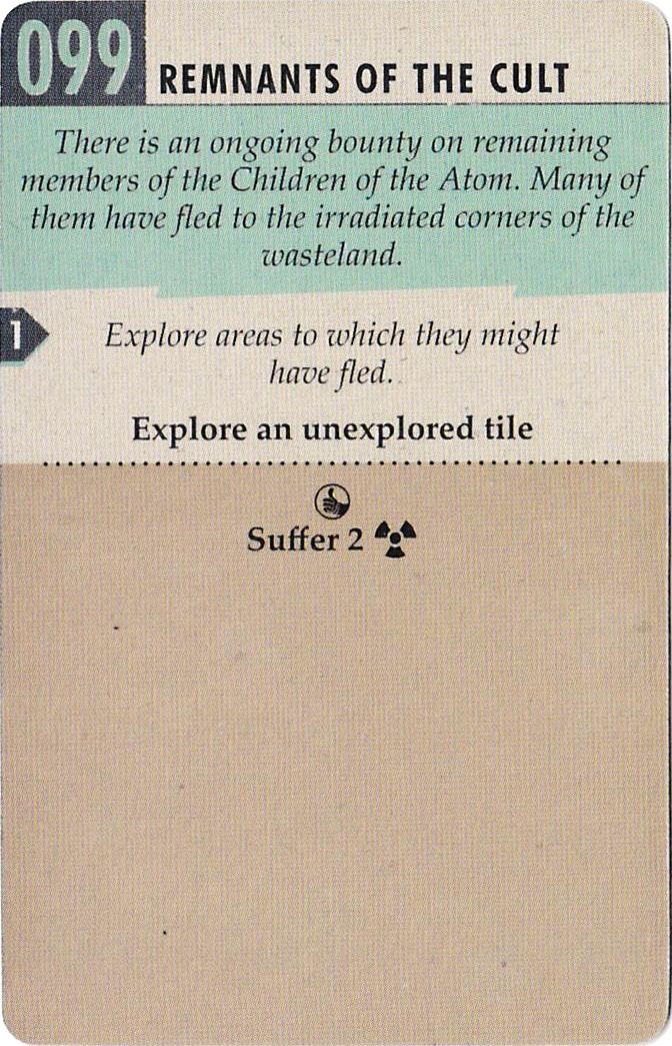 099
REMNANTS OF THE CULT
There is an ongoing bounty on remaining
members of the Children of the Atom. Many of
them have fled to the irradiated corners of the
wasteland.
1
Explore areas to which they might
have fled.
Explore an unexplored tile
Suffer 2